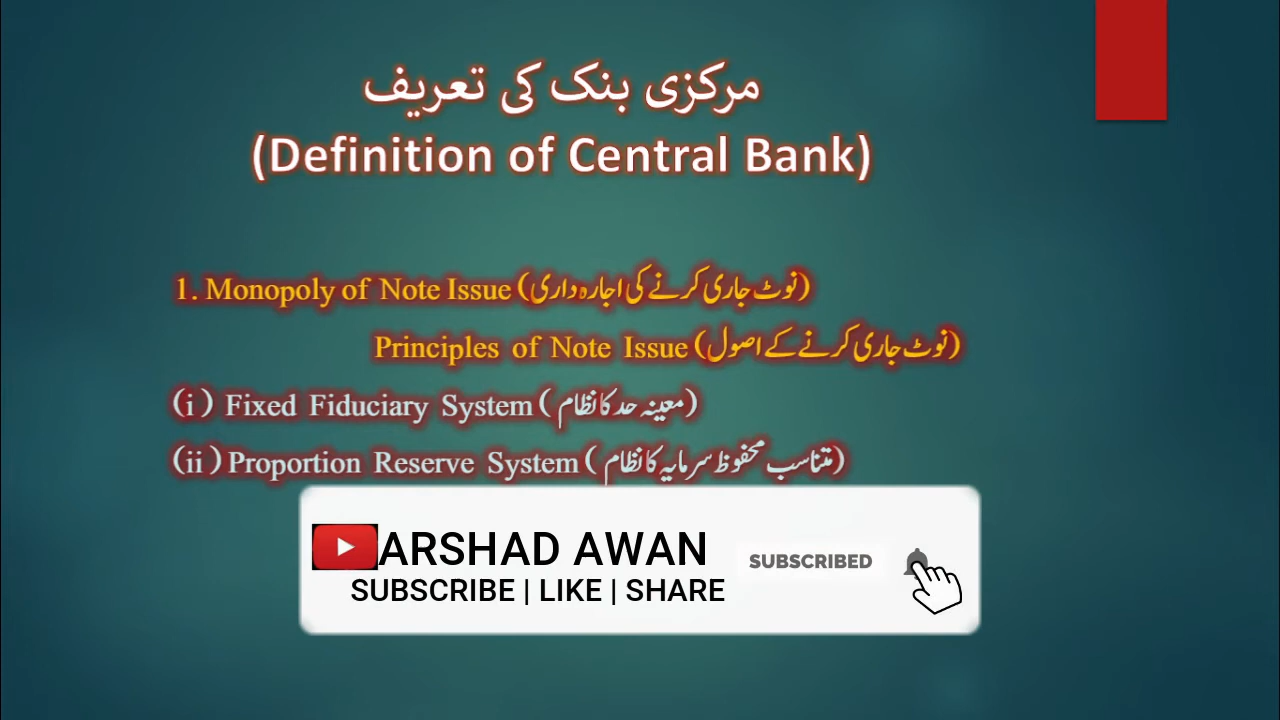 مرکزی بنک کی تعریف
(Definition of Central Bank)
1. Monopoly of Note Issue (نوٹ جاری کرنے کی اجارہ داری)
Principles of Note Issue (نوٹ جاری کرنے کے اصول)
(i) Fixed Fiduciary System (معینہ حد کا نظام)
(ii) Proportion Reserve System (متناسب محفوظ سرمایہ کا نظام)
ARSHAD AWAN
SUBSCRIBE | LIKE | SHARE
SUBSCRIBED